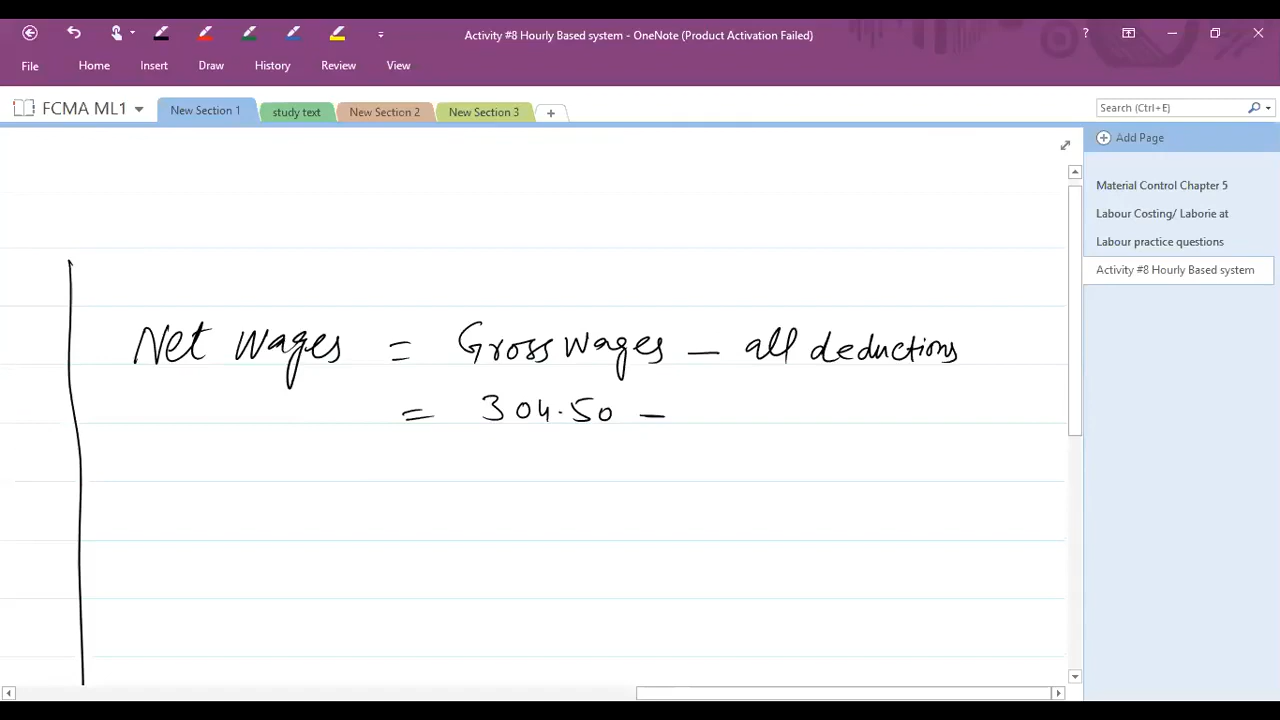 Activity #8 Hourly Based system - OneNote (Product Activation Failed)
?
File Home Insert Draw History Review View
FCMA ML1 New Section 1 study text New Section 2 New Section 3 +
Search (Ctrl+E)
Add Page
Material Control Chapter 5
Labour Costing/ Laborie at
Labour practice questions
Activity #8 Hourly Based system
Net wages = Gross wages - all deductions
= 304.50 -